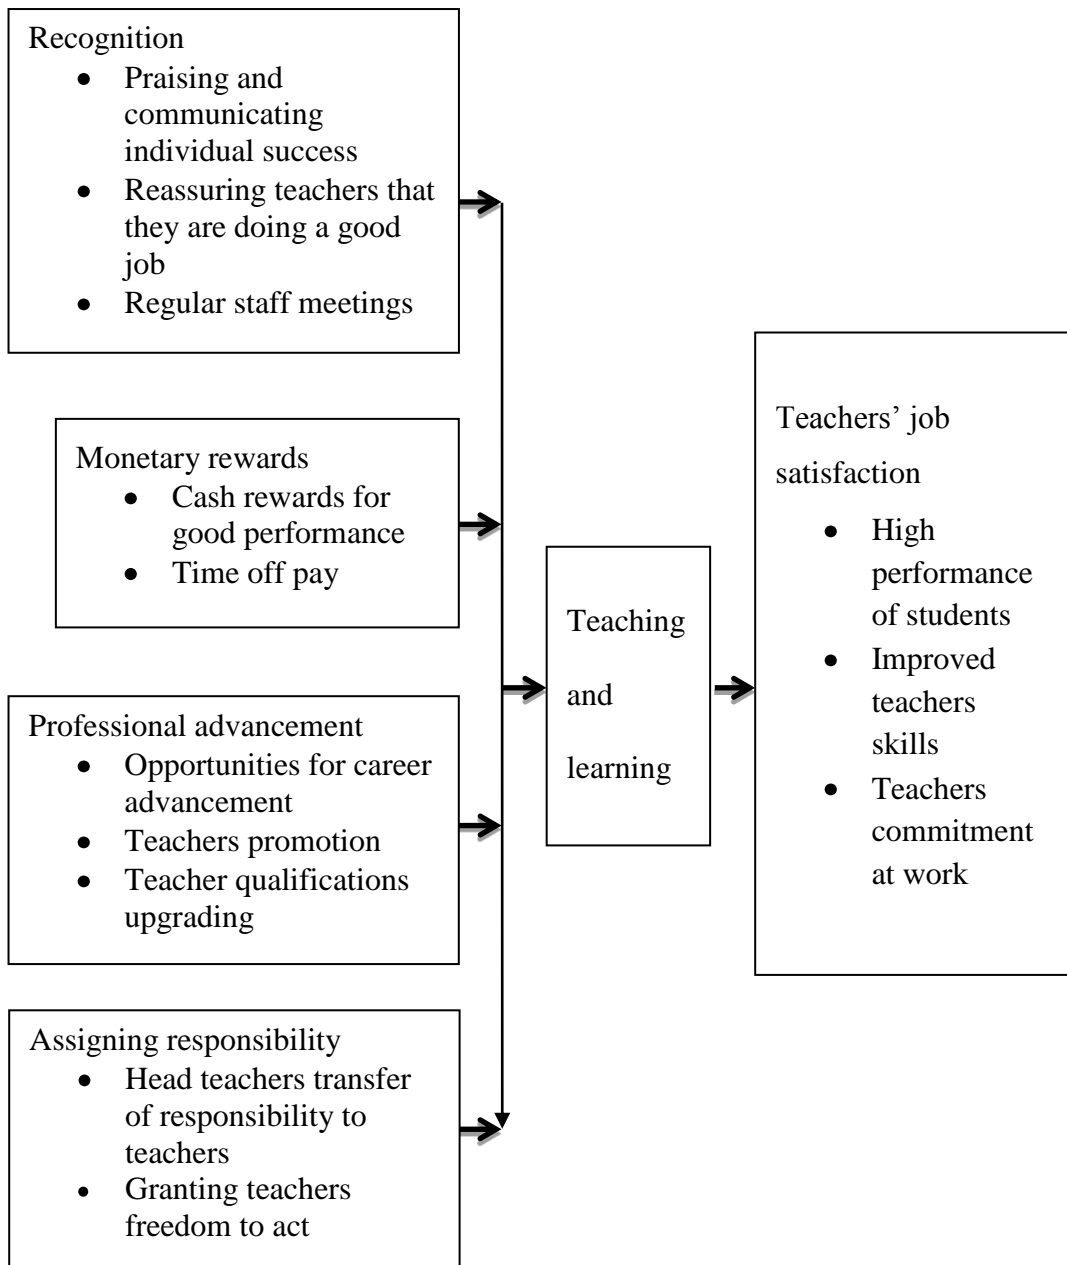 Recognition
● Praising and
communicating
individual success
● Reassuring teachers that
they are doing a good
job
● Regular staff meetings
Monetary rewards
● Cash rewards for
good performance
● Time off pay
Professional advancement
● Opportunities for career
advancement
● Teachers promotion
● Teacher qualifications
upgrading
Assigning responsibility
● Head teachers transfer
of responsibility to
teachers
● Granting teachers
freedom to act
Teaching
and
learning
Teachers’ job
satisfaction
● High
performance
of students
● Improved
teachers
skills
● Teachers
commitment
at work